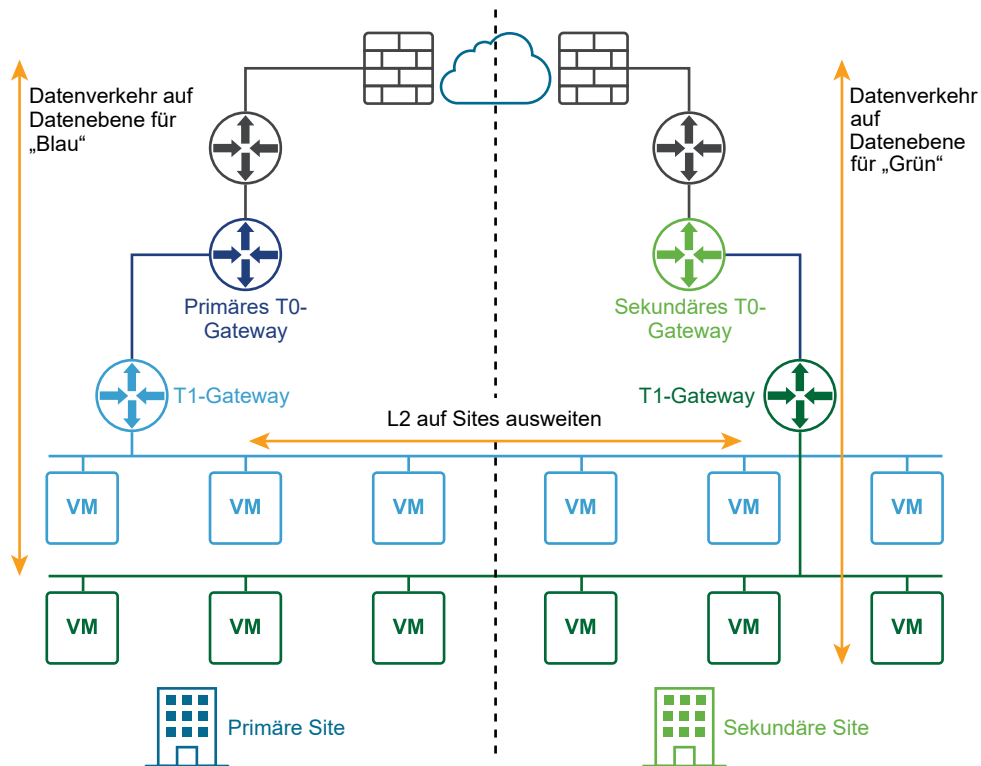 Datenverkehr auf
Datenebene für
„Blau“
Datenverkehr
auf
Datenebene
für „Grün“
Primäres T0-
Gateway
Sekundäres T0-
Gateway
T1-Gateway
T1-Gateway
L2 auf Sites ausweiten
VM VM VM VM VM VM
VM VM VM VM VM VM
Primäre Site
Sekundäre Site